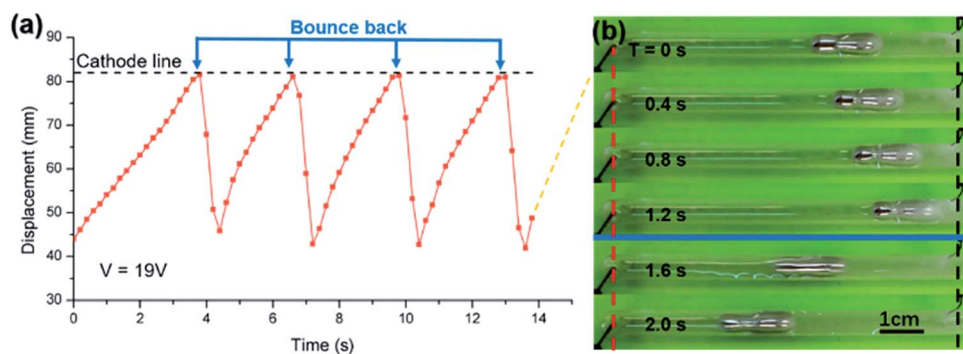 (a)
Bounce back
Cathode line
90
80
70
60
50
40
30
Displacement (mm)
V = 19V
0 2 4 6 8 10 12 14
Time (s)
(b)
T = 0 s
0.4 s
0.8 s
1.2 s
1.6 s
2.0 s
1cm